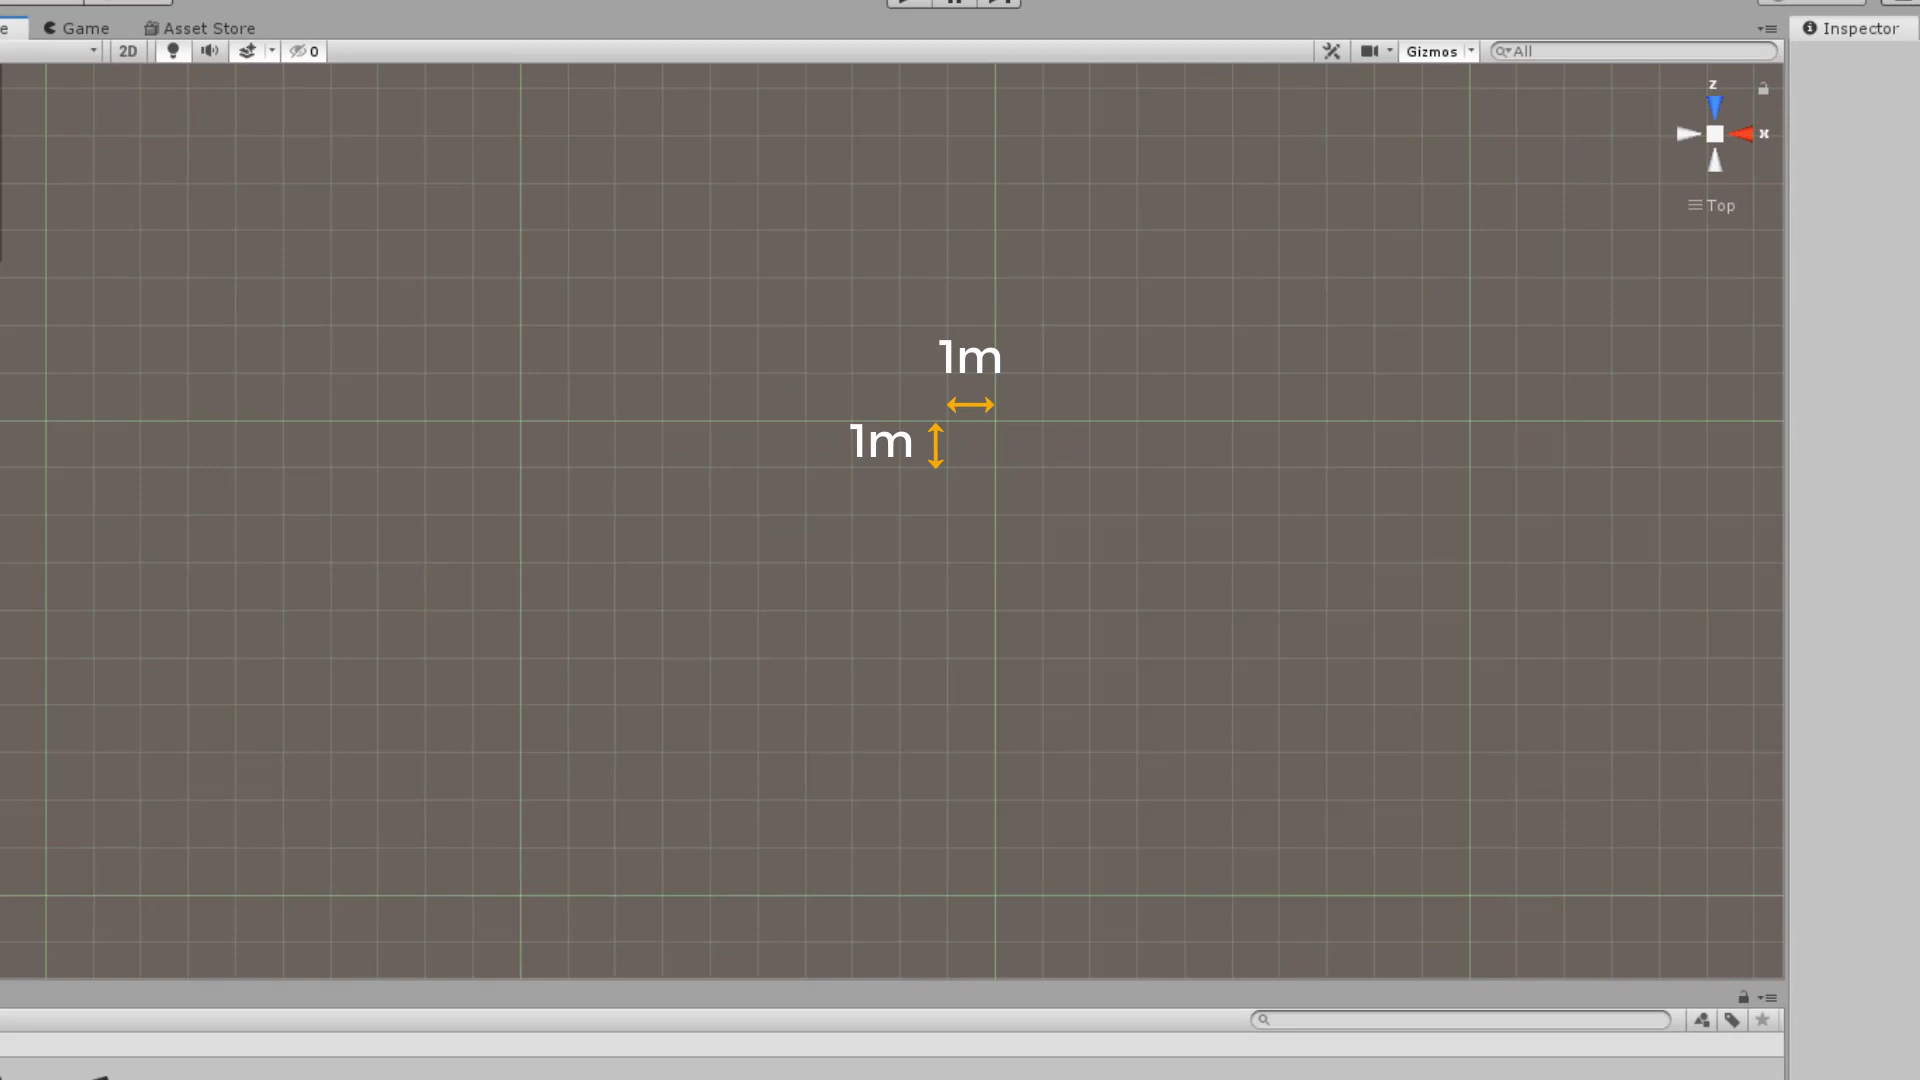 e
Game
Asset Store
Inspector
2D
0
Gizmos
All
z
x
Top
1m
1m